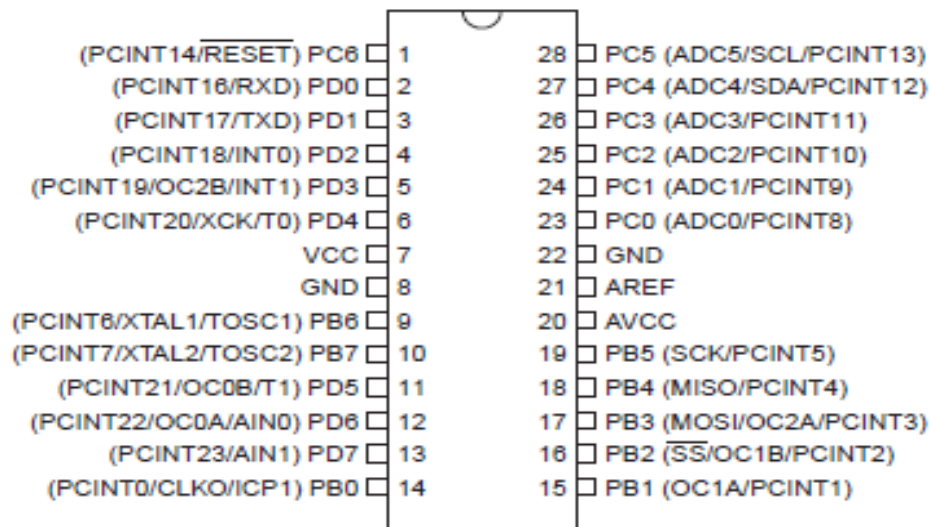 (PCINT14/RESET) PC6 1 28 PC5 (ADC5/SCL/PCINT13)
(PCINT16/RXD) PD0 2 27 PC4 (ADC4/SDA/PCINT12)
(PCINT17/TXD) PD1 3 26 PC3 (ADC3/PCINT11)
(PCINT18/INT0) PD2 4 25 PC2 (ADC2/PCINT10)
(PCINT19/OC2B/INT1) PD3 5 24 PC1 (ADC1/PCINT9)
(PCINT20/XCK/T0) PD4 6 23 PC0 (ADC0/PCINT8)
VCC 7 22 GND
GND 8 21 AREF
(PCINT6/XTAL1/TOSC1) PB6 9 20 AVCC
(PCINT7/XTAL2/TOSC2) PB7 10 19 PB5 (SCK/PCINT5)
(PCINT21/OC0B/T1) PD5 11 18 PB4 (MISO/PCINT4)
(PCINT22/OC0A/AIN0) PD6 12 17 PB3 (MOSI/OC2A/PCINT3)
(PCINT23/AIN1) PD7 13 16 PB2 (SS/OC1B/PCINT2)
(PCINT0/CLKO/ICP1) PB0 14 15 PB1 (OC1A/PCINT1)